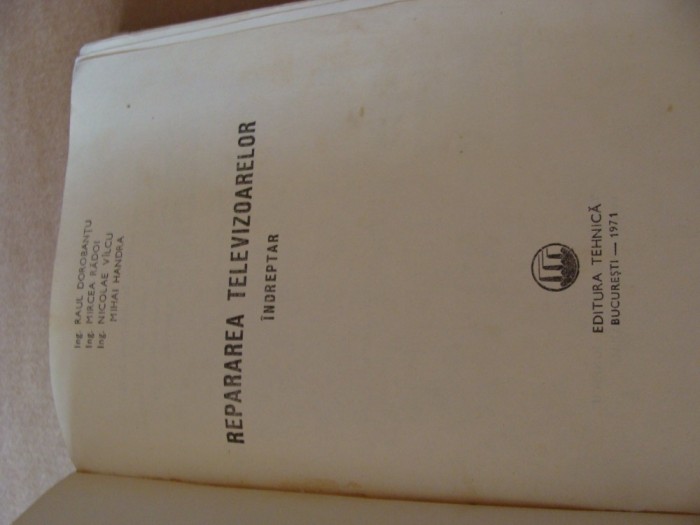 Ing. RAUL DOROBANȚU
Ing. MIRCEA RĂDOI
Ing. NICOLAE VÎLCU
MIHAI HANDRA
REPARAREA TELEVIZOARELOR
ÎNDREPTAR
EDITURA TEHNICĂ
BUCUREȘTI — 1971